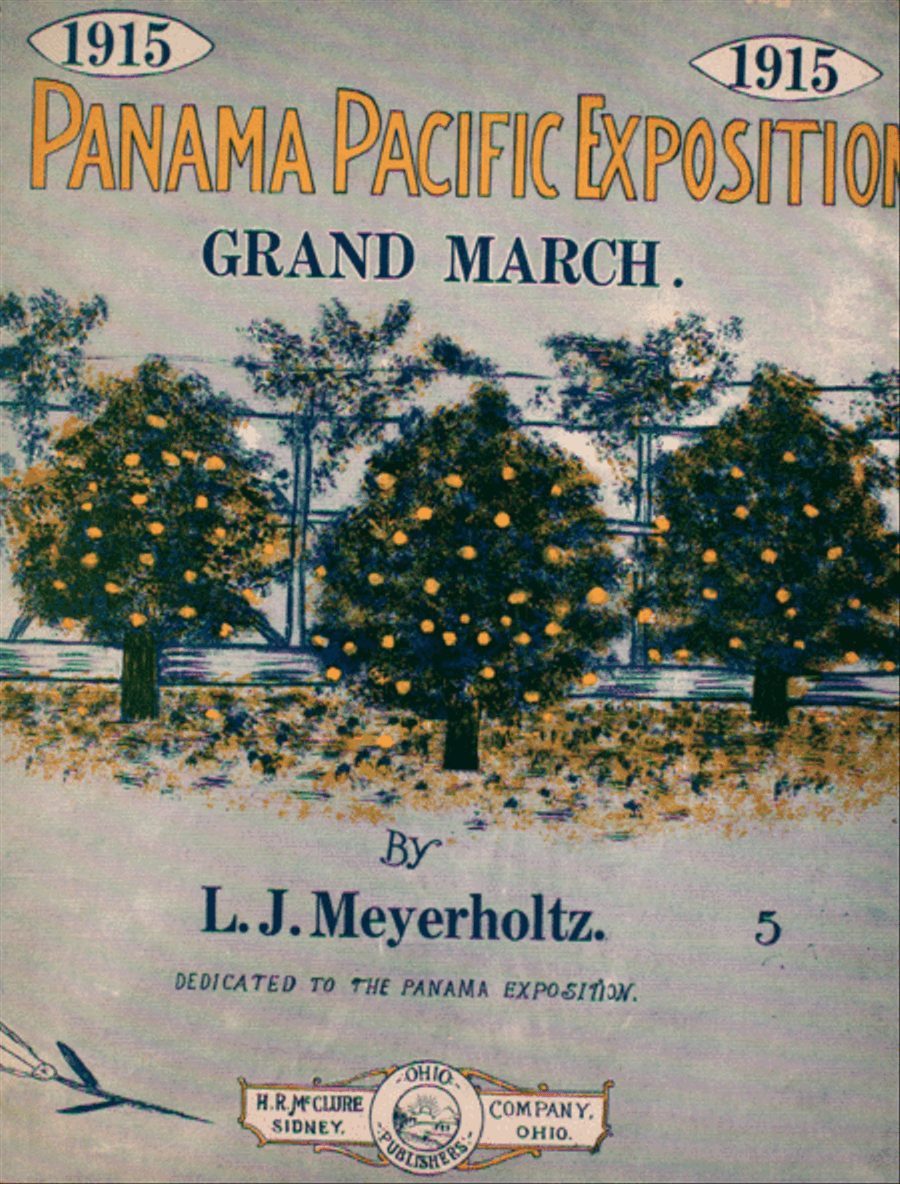 1915 1915
PANAMA PACIFIC EXPOSITION
GRAND MARCH.
By
L. J. Meyerholtz. 5
DEDICATED TO THE PANAMA EXPOSITION.
OHIO
H. R. McCLURE COMPANY,
SIDNEY, OHIO.
PUBLISHERS